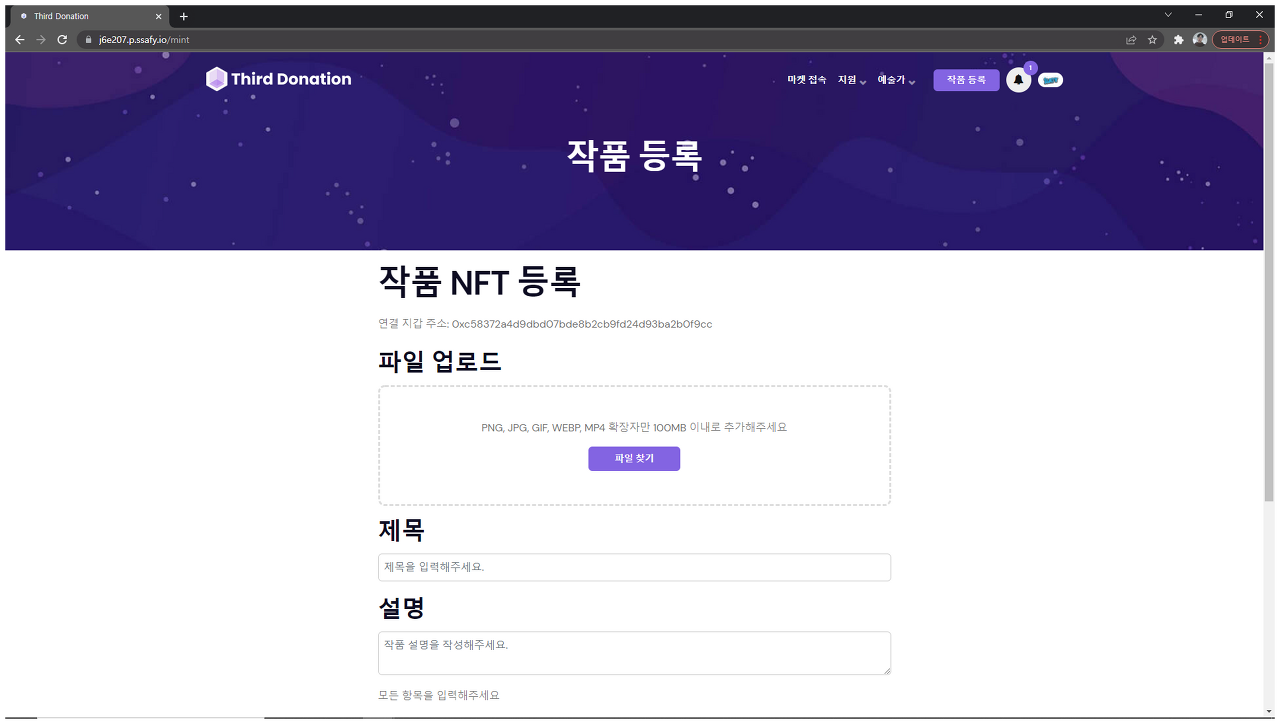 Third Donation
j6e207.p.ssafy.io/mint
업데이트
Third Donation
마켓 접속 지원 예술가 작품 등록 1
작품 등록
작품 NFT 등록
연결 지갑 주소: 0xc58372a4d9dbd07bde8b2cb9fd24d93ba2b0f9cc
파일 업로드
PNG, JPG, GIF, WEBP, MP4 확장자만 100MB 이내로 추가해주세요
파일 찾기
제목
제목을 입력해주세요.
설명
작품 설명을 작성해주세요.
모든 항목을 입력해주세요